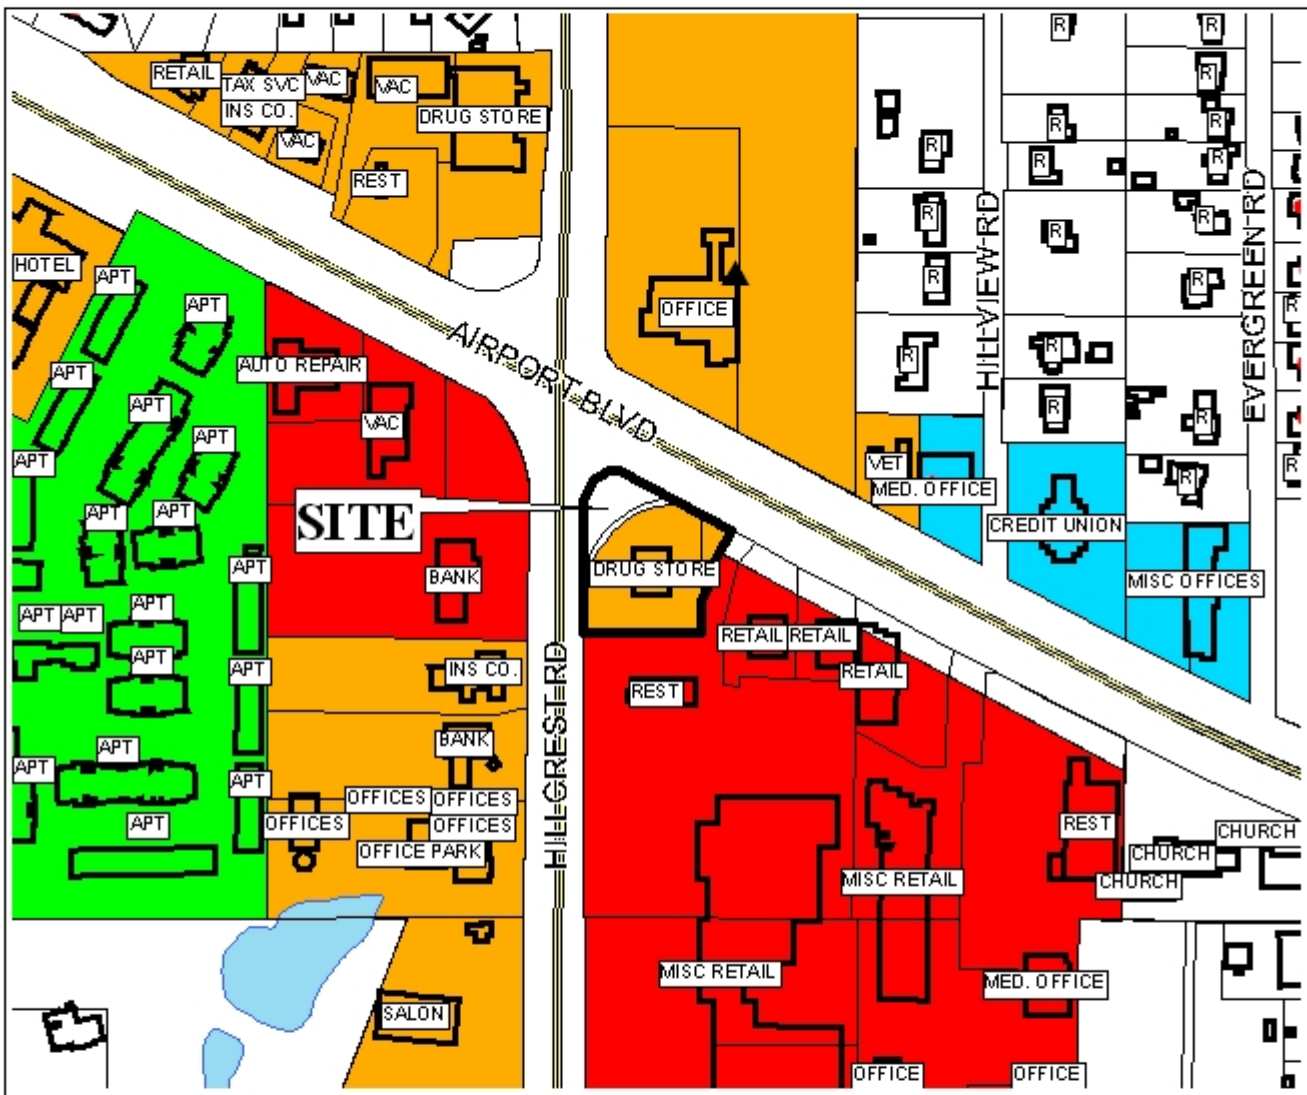 R
R
RETAIL
TAX SVC
VAC
VAC
R
INS CO.
DRUG STORE
R
R
VAC
R
R
R
REST
EVERGREEN RD
HILLVIEW RD
R
R
R
HOTEL
APT
R
R
APT
OFFICE
R
AIRPORT BLVD
AUTO REPAIR
R
R
APT
APT
R
R
VAC
APT
APT
VET
R
R
MED. OFFICE
SITE
APT
APT
CREDIT UNION
APT
BANK
DRUG STORE
MISC OFFICES
APT
APT
APT
RETAIL
RETAIL
HILLCREST RD
APT
APT
INS CO.
RETAIL
REST
APT
BANK
APT
APT
OFFICES
OFFICES
APT
OFFICES
OFFICES
REST
CHURCH
OFFICE PARK
CHURCH
MISC RETAIL
CHURCH
MISC RETAIL
MED. OFFICE
SALON
OFFICE
OFFICE